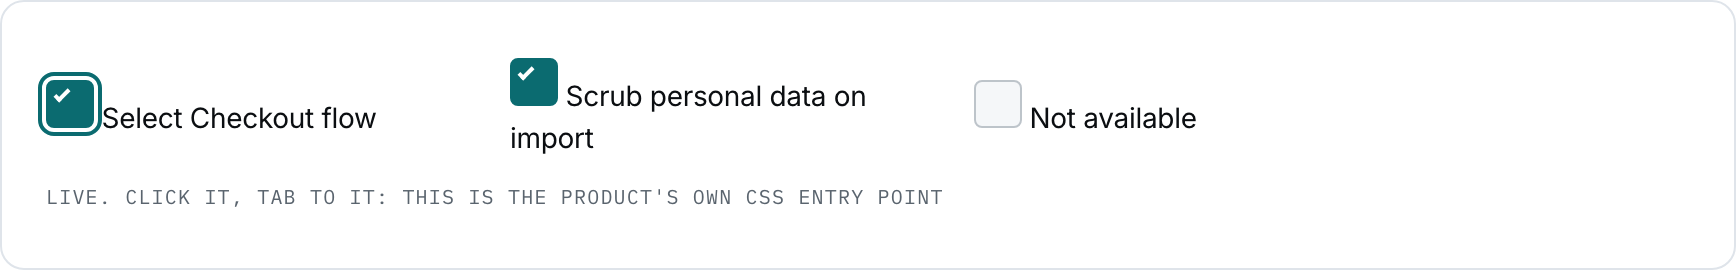 Select Checkout flow
Scrub personal data on
import
Not available
LIVE. CLICK IT, TAB TO IT: THIS IS THE PRODUCT'S OWN CSS ENTRY POINT